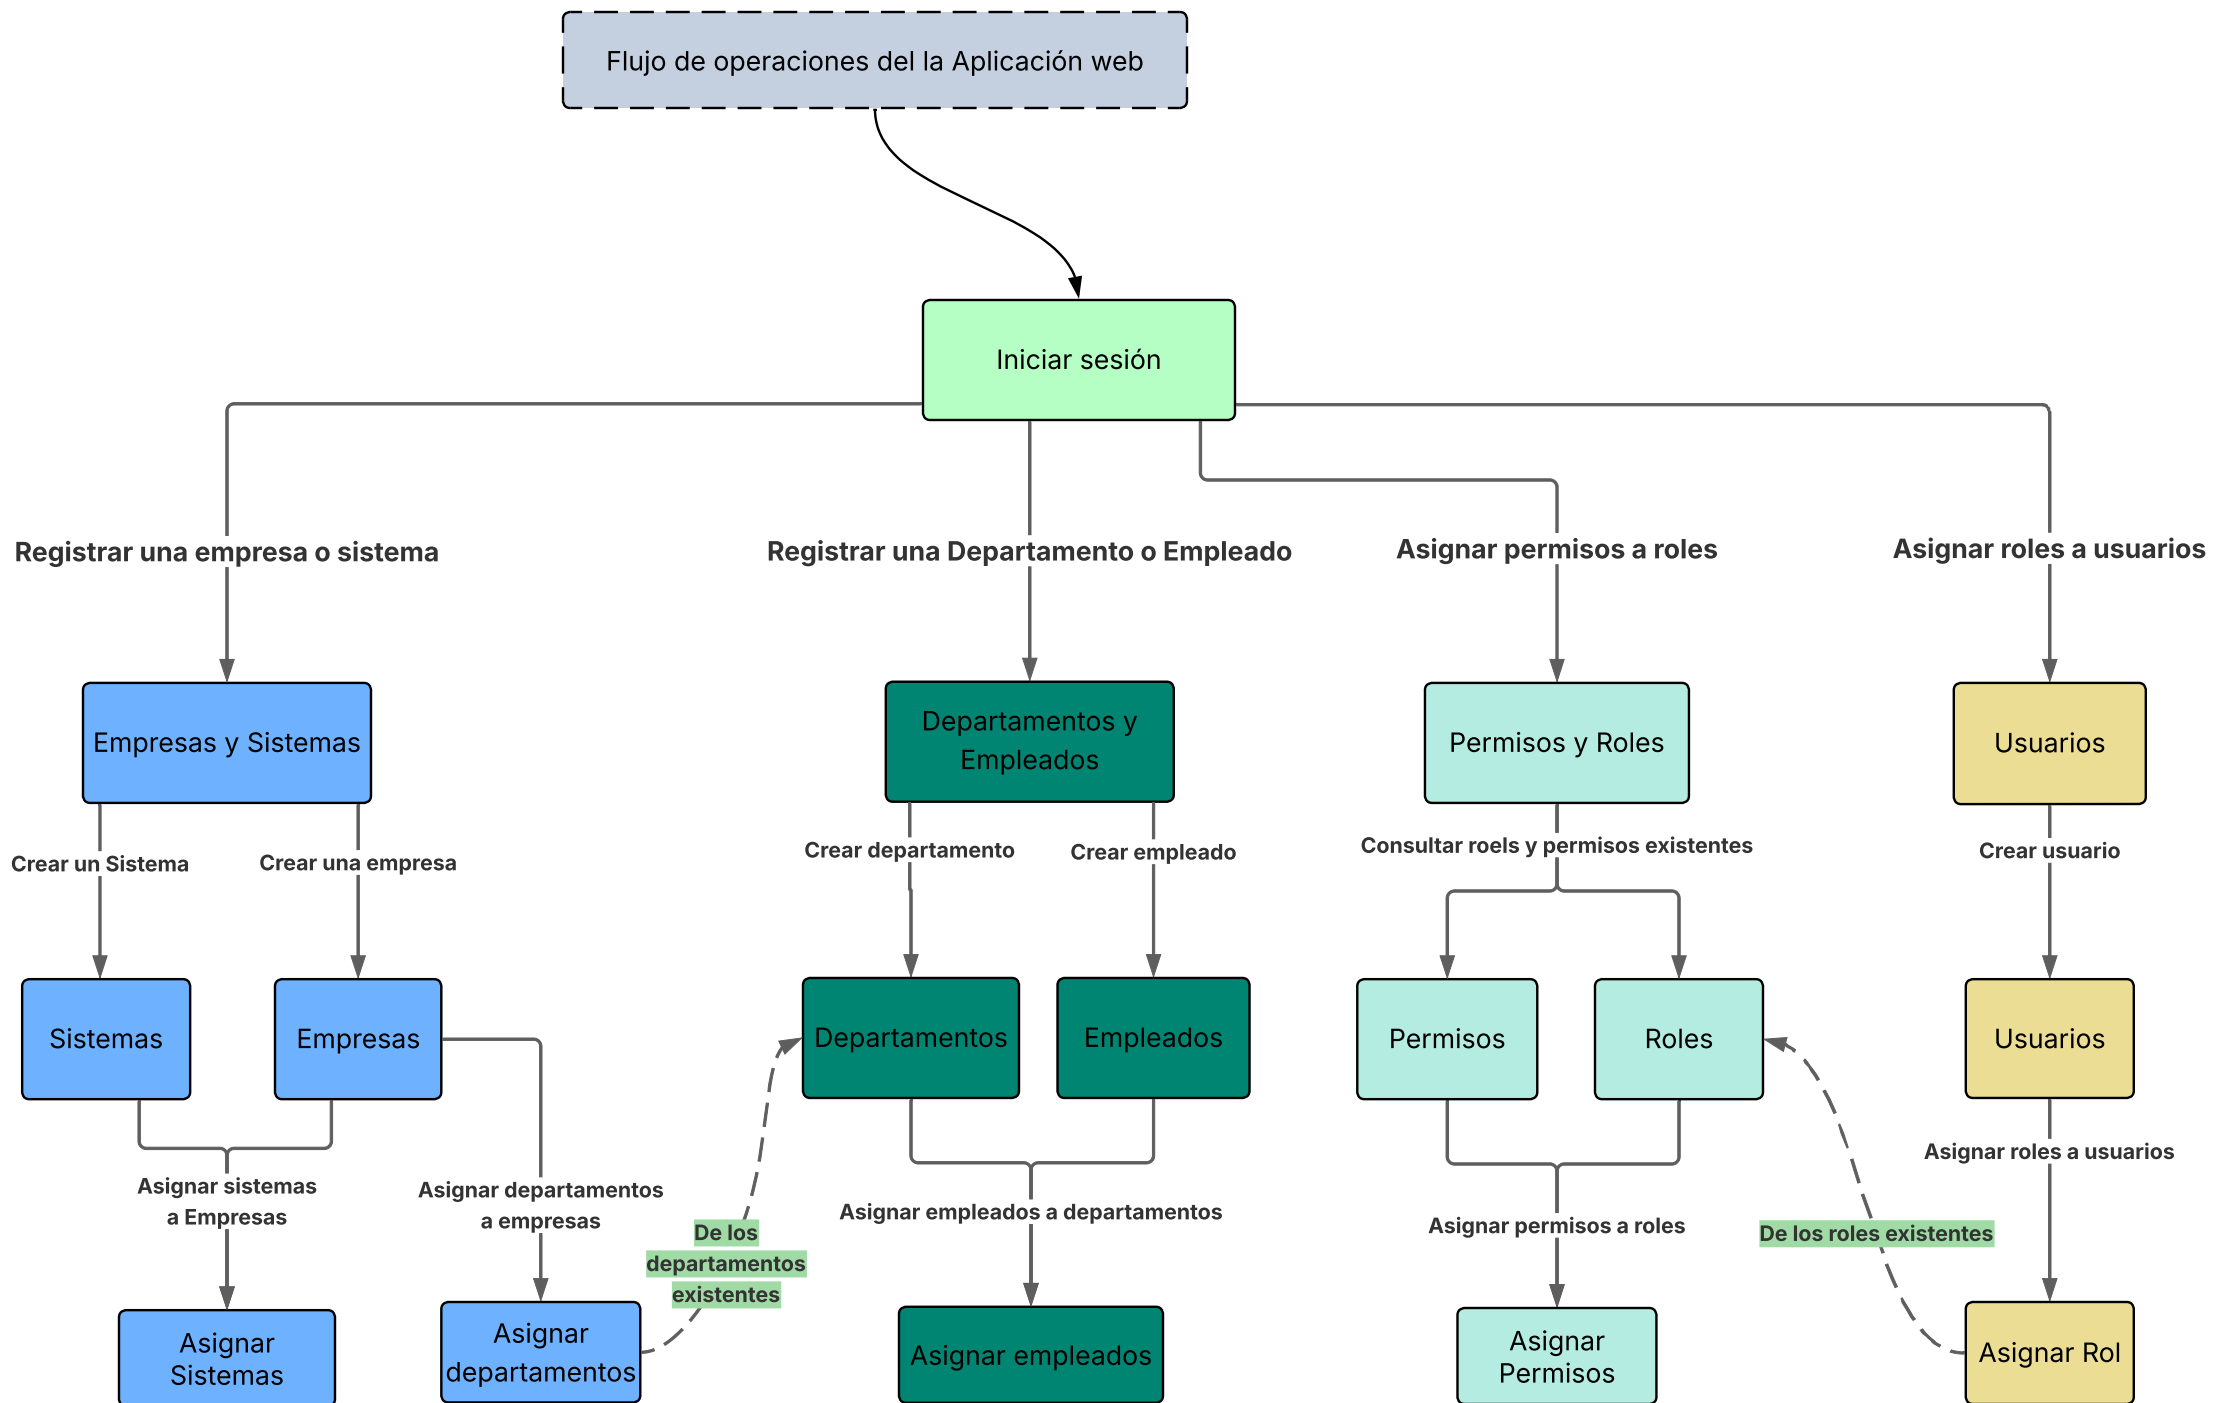 Flujo de operaciones del la Aplicación web
Iniciar sesión
Registrar una empresa o sistema
Registrar una Departamento o Empleado
Asignar permisos a roles
Asignar roles a usuarios
Empresas y Sistemas
Departamentos y
Empleados
Permisos y Roles
Usuarios
Crear un Sistema
Crear una empresa
Crear departamento
Crear empleado
Consultar roels y permisos existentes
Crear usuario
Sistemas
Empresas
Departamentos
Empleados
Permisos
Roles
Usuarios
Asignar sistemas
a Empresas
Asignar departamentos
a empresas
De los
departamentos
existentes
Asignar empleados a departamentos
Asignar permisos a roles
De los roles existentes
Asignar roles a usuarios
Asignar
Sistemas
Asignar
departamentos
Asignar empleados
Asignar
Permisos
Asignar Rol